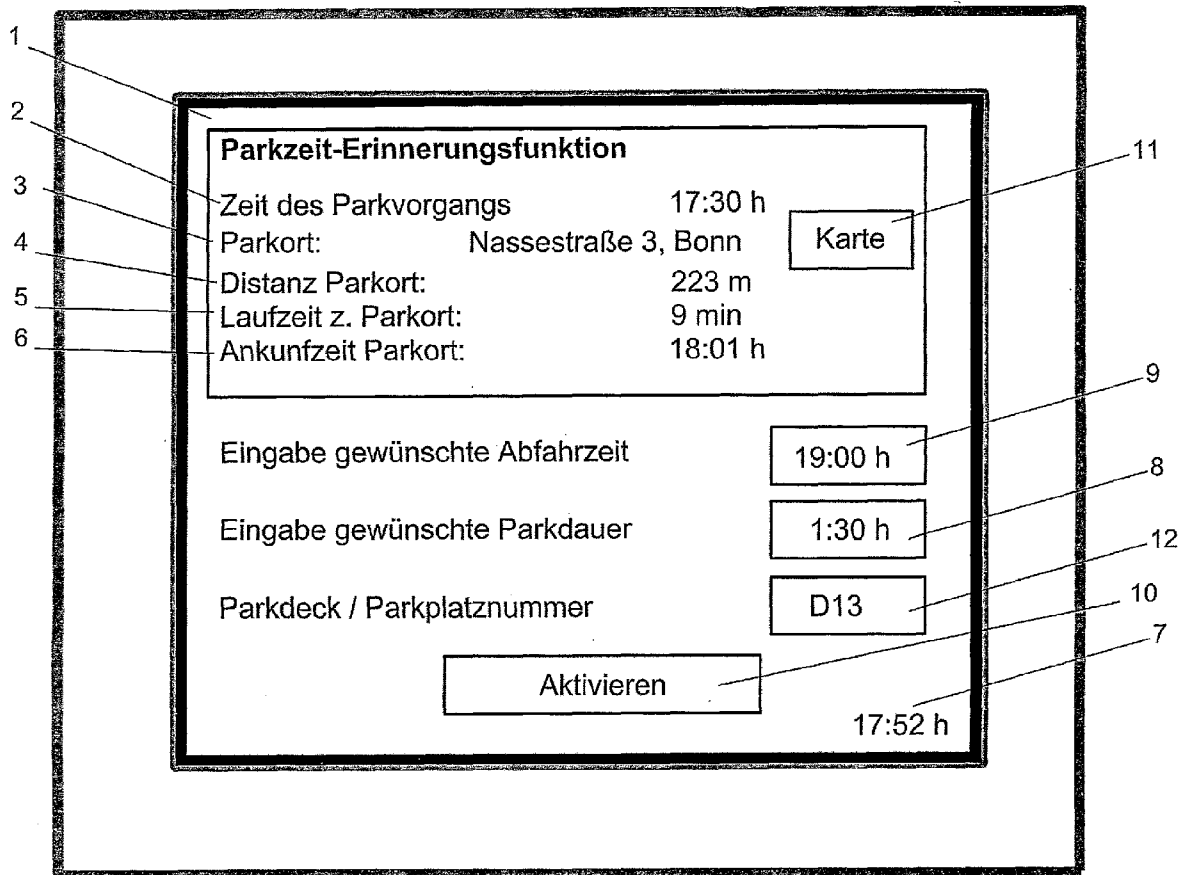 1
2
3
4
5
6
Parkzeit-Erinnerungsfunktion
Zeit des Parkvorgangs 17:30 h
Parkort: Nassestraße 3, Bonn
Karte
Distanz Parkort: 223 m
Laufzeit z. Parkort: 9 min
Ankunfzeit Parkort: 18:01 h
11
Eingabe gewünschte Abfahrzeit 19:00 h
9
Eingabe gewünschte Parkdauer 1:30 h
8
Parkdeck / Parkplatznummer D13
12
Aktivieren
10
17:52 h
7